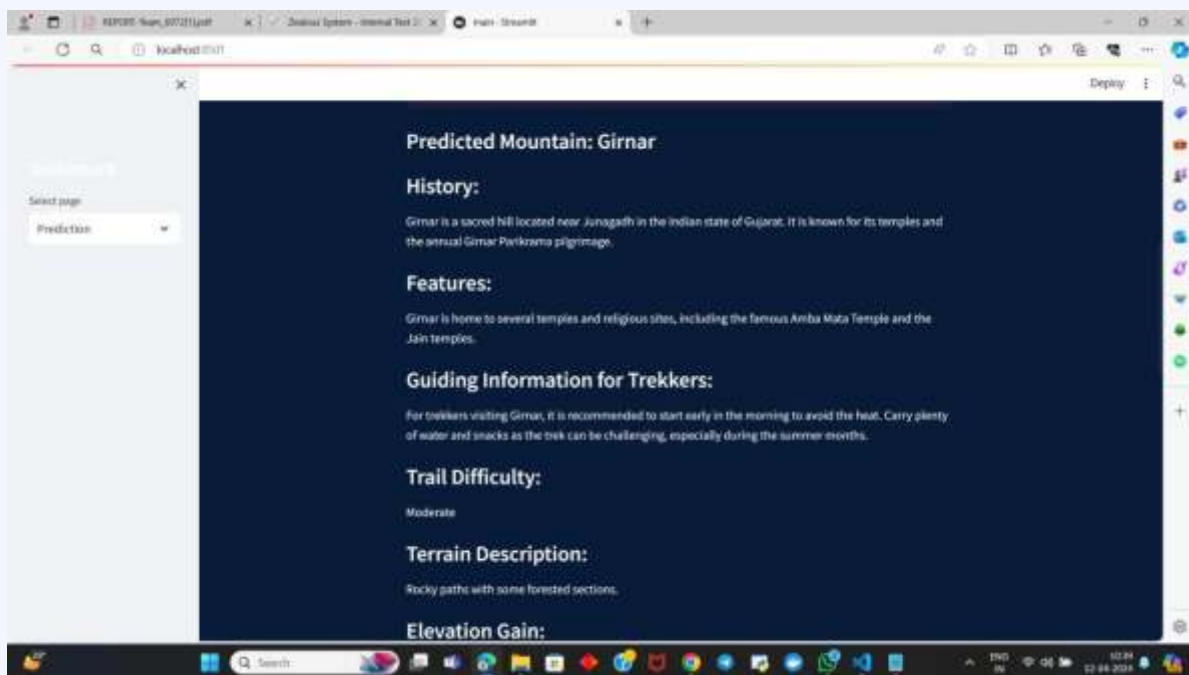 main · Streamlit
localhost
Deploy
Select page
Prediction
Predicted Mountain: Girnar
History:
Girnar is a sacred hill located near Junagadh in the Indian state of Gujarat. It is known for its temples and
the annual Girnar Parikrama pilgrimage.
Features:
Girnar is home to several temples and religious sites, including the famous Amba Mata Temple and the
Jain temples.
Guiding Information for Trekkers:
For trekkers visiting Girnar, it is recommended to start early in the morning to avoid the heat. Carry plenty
of water and snacks as the trek can be challenging, especially during the summer months.
Trail Difficulty:
Moderate
Terrain Description:
Rocky paths with some forested sections.
Elevation Gain:
Search
ENG
IN